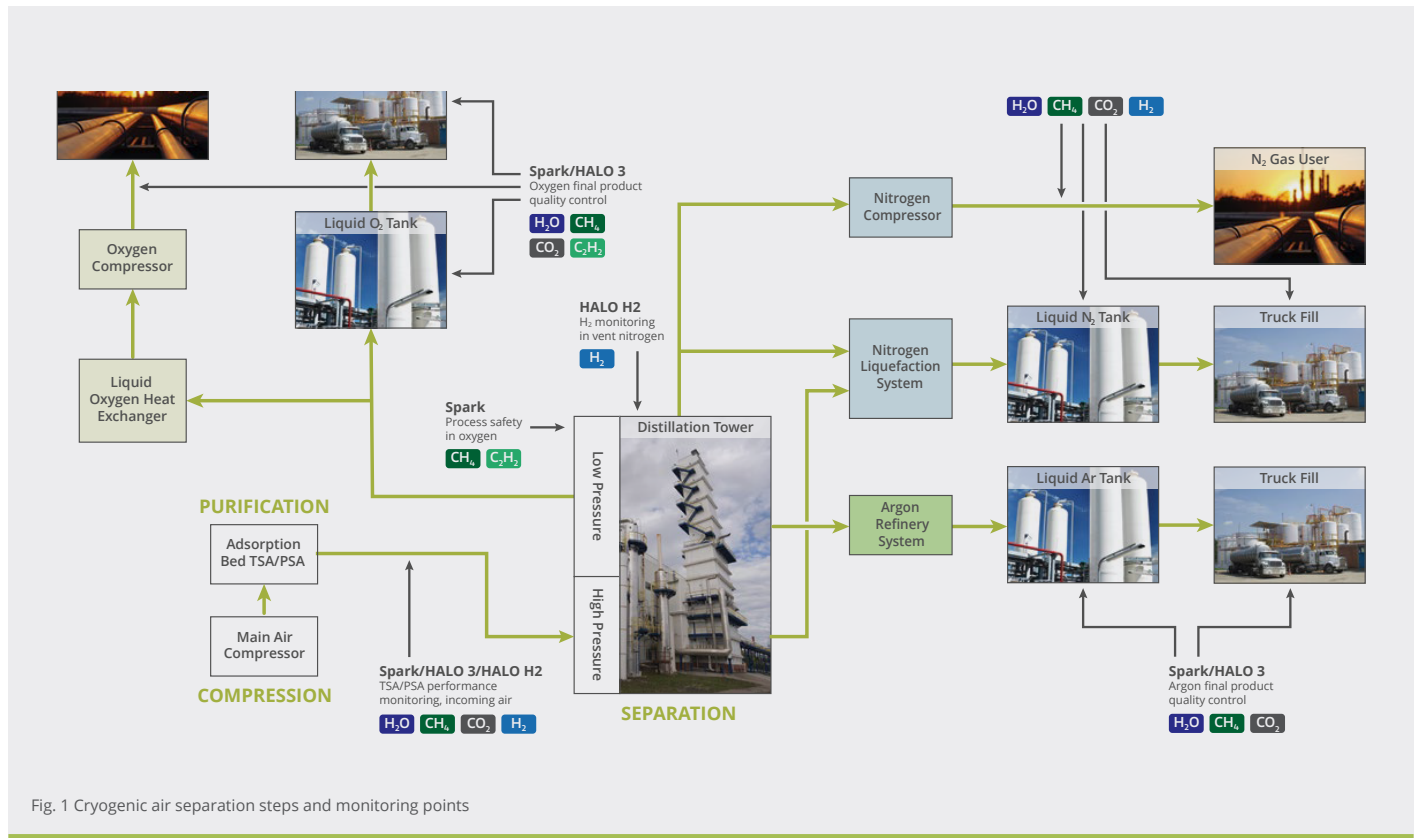 H₂O CH₄ CO₂ H₂
N₂ Gas User
Spark/HALO 3
Oxygen final product
quality control
H₂O CH₄
CO₂ C₂H₂
Nitrogen
Compressor
Liquid O₂ Tank
Oxygen
Compressor
HALO H2
H₂ monitoring
in vent nitrogen
H₂
Liquid N₂ Tank
Truck Fill
Nitrogen
Liquefaction
System
Liquid
Oxygen Heat
Exchanger
Spark
Process safety
in oxygen
CH₄ C₂H₂
Distillation Tower
Low Pressure
High Pressure
Liquid Ar Tank
Truck Fill
Argon
Refinery
System
PURIFICATION
Adsorption
Bed TSA/PSA
Main Air
Compressor
COMPRESSION
Spark/HALO 3/HALO H2
TSA/PSA performance
monitoring, incoming air
H₂O CH₄ CO₂ H₂
SEPARATION
Spark/HALO 3
Argon final product
quality control
H₂O CH₄ CO₂
Fig. 1 Cryogenic air separation steps and monitoring points